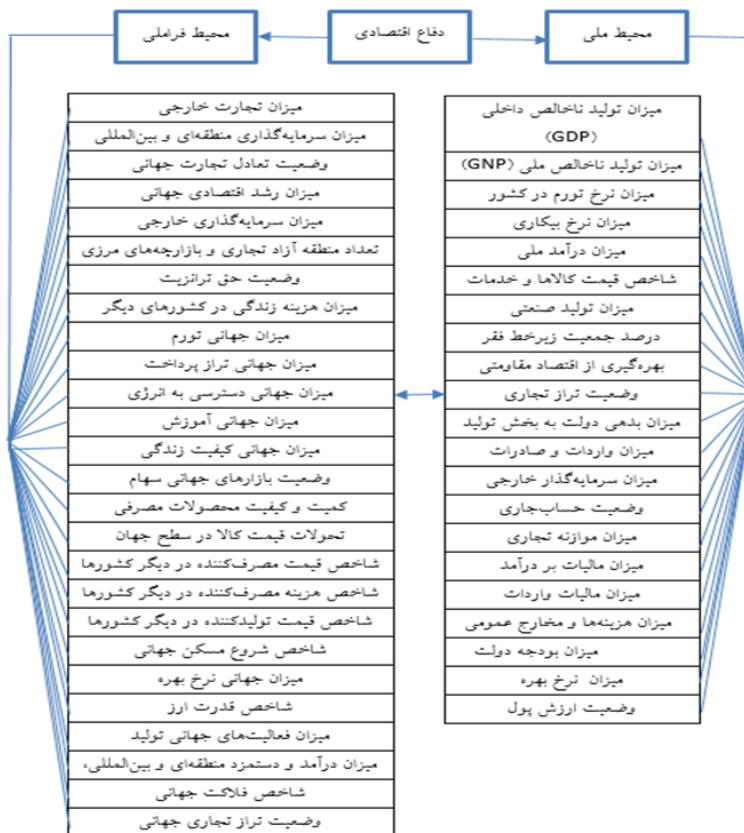 محیط ملی
دفاع اقتصادی
محیط فراملی
میزان تولید ناخالص داخلی
(GDP)
میزان تولید ناخالص ملی (GNP)
میزان نرخ تورم در کشور
میزان نرخ بیکاری
میزان درآمد ملی
شاخص قیمت کالاها و خدمات
میزان تولید صنعتی
درصد جمعیت زیرخط فقر
بهره‌گیری از اقتصاد مقاومتی
وضعیت تراز تجاری
میزان بدهی دولت به بخش تولید
میزان واردات و صادرات
میزان سرمایه‌گذار خارجی
وضعیت حساب‌جاری
میزان موازنه تجاری
میزان مالیات بر درآمد
میزان مالیات واردات
میزان هزینه‌ها و مخارج عمومی
میزان بودجه دولت
میزان نرخ بهره
وضعیت ارزش پول
میزان تجارت خارجی
میزان سرمایه‌گذاری منطقه‌ای و بین‌المللی
وضعیت تعادل تجارت جهانی
میزان رشد اقتصادی جهانی
میزان سرمایه‌گذاری خارجی
تعداد منطقه آزاد تجاری و بازارچه‌های مرزی
وضعیت حق ترانزیت
میزان هزینه زندگی در کشورهای دیگر
میزان جهانی تورم
میزان جهانی تراز پرداخت
میزان جهانی دسترسی به انرژی
میزان جهانی آموزش
میزان جهانی کیفیت زندگی
وضعیت بازارهای جهانی سهام
کمیت و کیفیت محصولات مصرفی
تحولات قیمت کالا در سطح جهان
شاخص قیمت مصرف‌کننده در دیگر کشورها
شاخص هزینه مصرف‌کننده در دیگر کشورها
شاخص قیمت تولیدکننده در دیگر کشورها
شاخص شروع مسکن جهانی
میزان جهانی نرخ بهره
شاخص قدرت ارز
میزان فعالیت‌های جهانی تولید
میزان درآمد و دستمزد منطقه‌ای و بین‌المللی،
شاخص فلاکت جهانی
وضعیت تراز تجاری جهانی